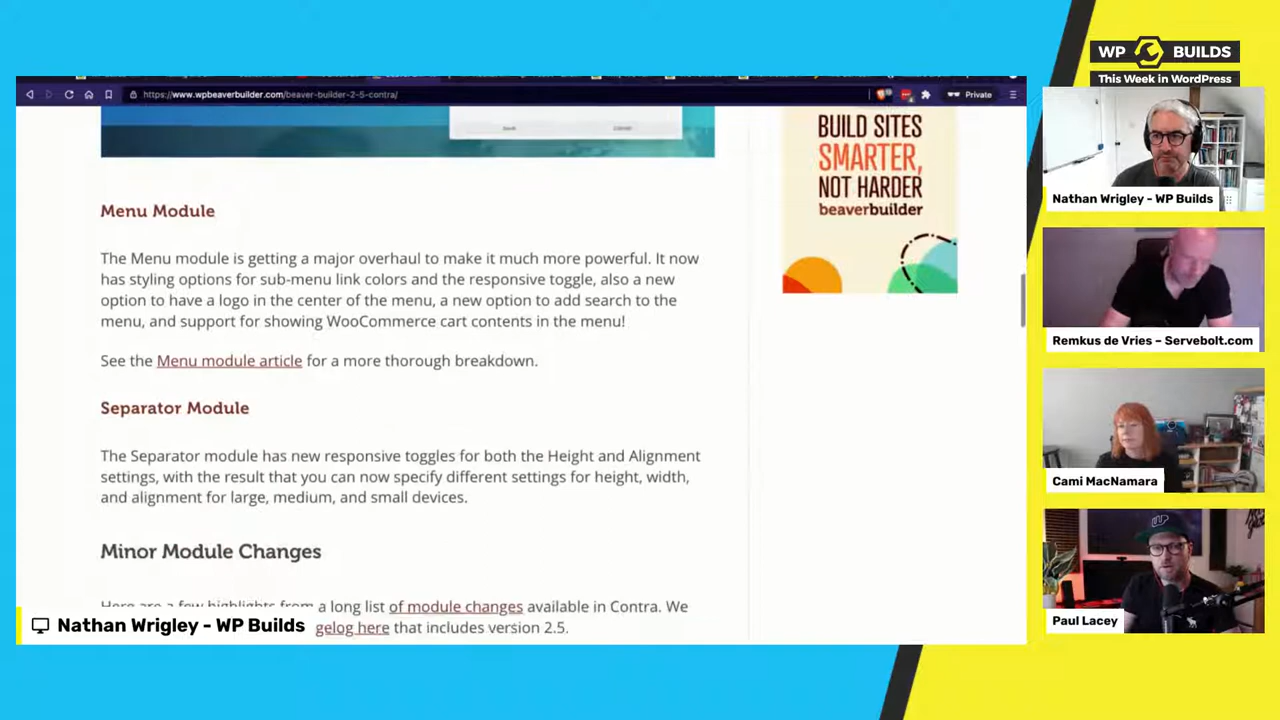 WP BUILDS
This Week in WordPress
https://www.wpbeaverbuilder.com/beaver-builder-2-5-contra/
Private
BUILD SITES
SMARTER,
NOT HARDER
beaverbuilder
Menu Module
The Menu module is getting a major overhaul to make it much more powerful. It now
has styling options for sub-menu link colors and the responsive toggle, also a new
option to have a logo in the center of the menu, a new option to add search to the
menu, and support for showing WooCommerce cart contents in the menu!
See the Menu module article for a more thorough breakdown.
Separator Module
The Separator module has new responsive toggles for both the Height and Alignment
settings, with the result that you can now specify different settings for height, width,
and alignment for large, medium, and small devices.
Minor Module Changes
Here are a few highlights from a long list of module changes available in Contra. We
gelog here that includes version 2.5.
Nathan Wrigley - WP Builds
Nathan Wrigley - WP Builds
Remkus de Vries – Servebolt.com
Cami MacNamara
Paul Lacey